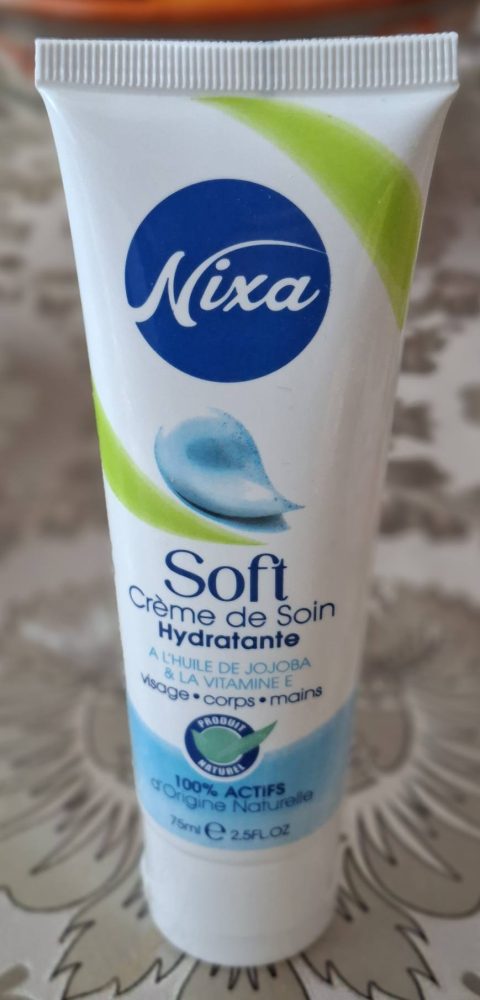 Nixa
Soft
Crème de Soin
Hydratante
A L'HUILE DE JOJOBA
& LA VITAMINE E
visage • corps • mains
PRODUIT
NATUREL
100% ACTiFS
d'Origine Naturelle
75ml ℮ 2.5FL.OZ